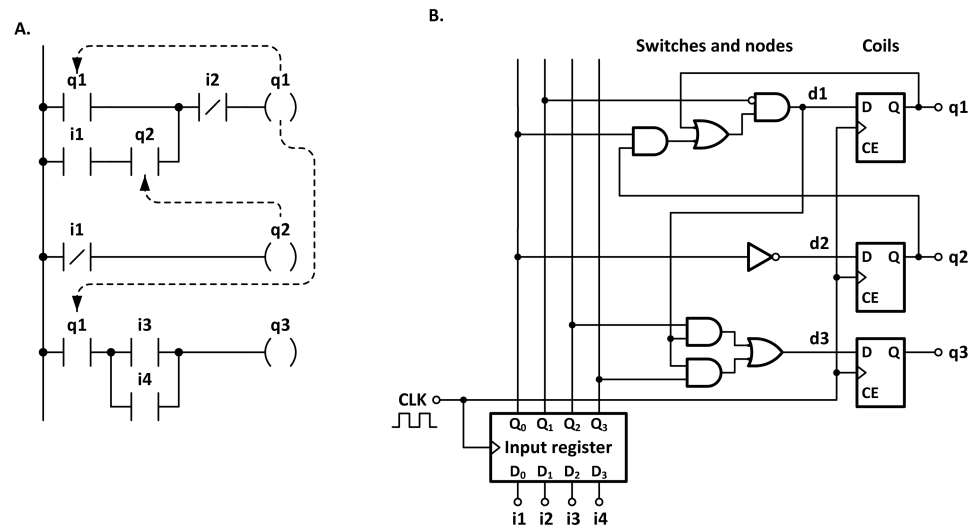 A.
q1
i2
q1
i1
q2
i1
q2
q1
i3
q3
i4
B.
Switches and nodes
Coils
d1
D Q
q1
CE
d2
D Q
q2
CE
d3
D Q
q3
CE
CLK
Q0 Q1 Q2 Q3
Input register
D0 D1 D2 D3
i1 i2 i3 i4